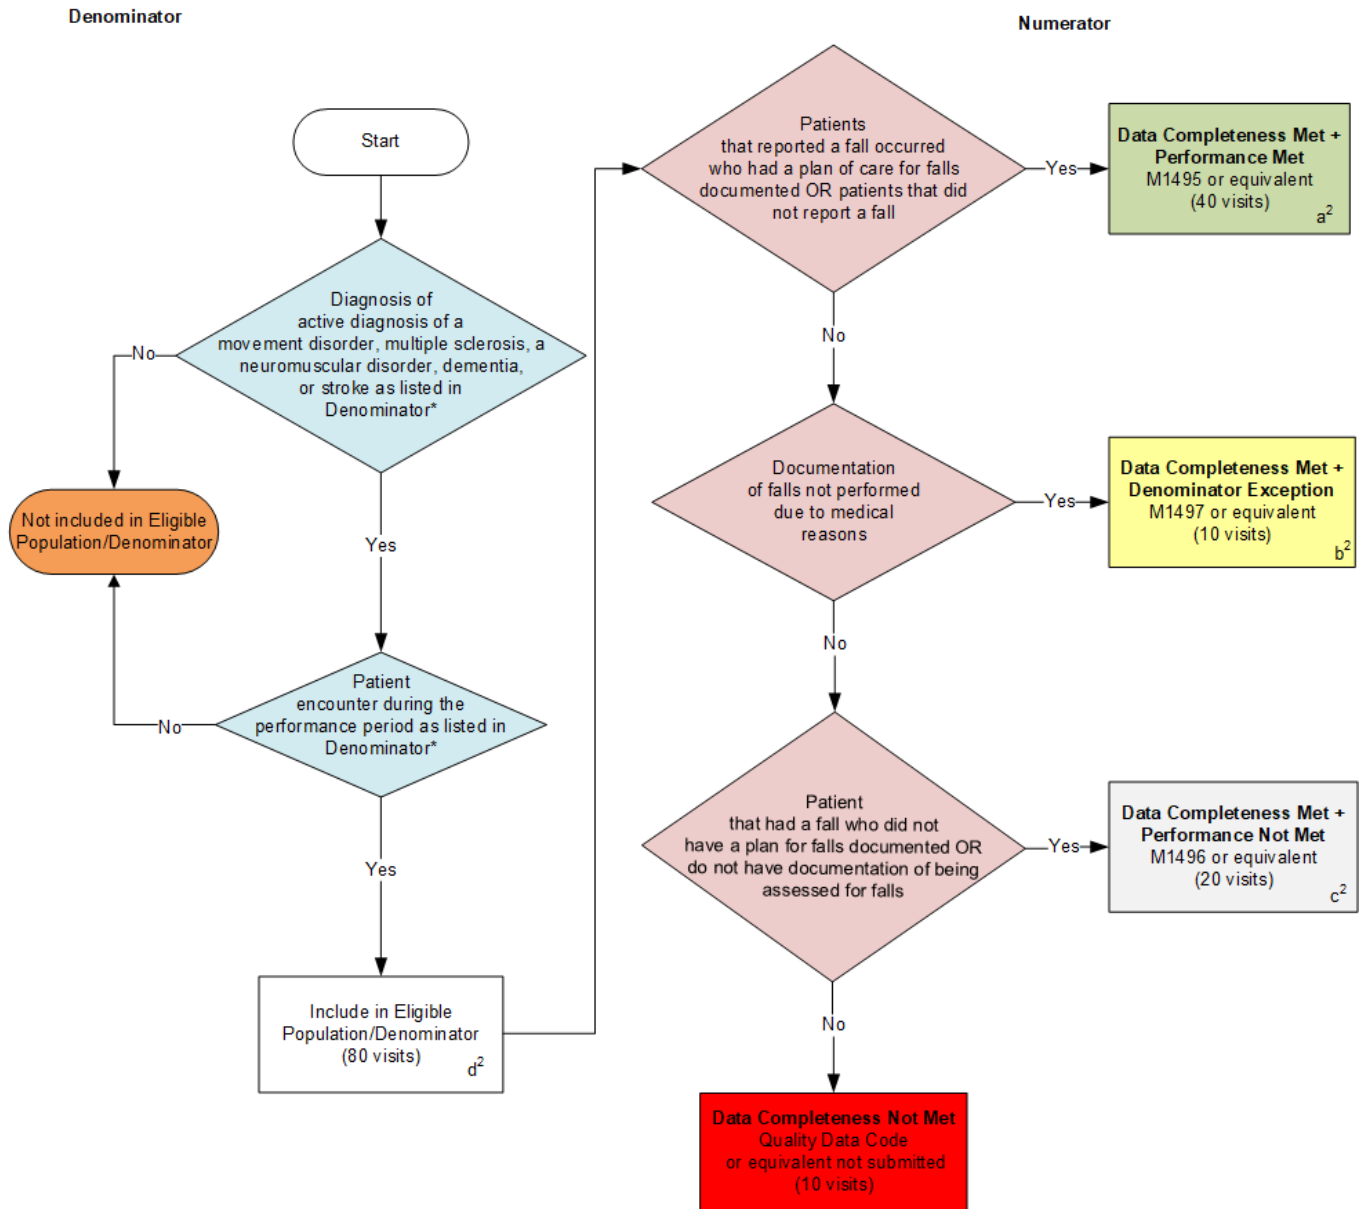 Denominator
Start
Diagnosis of
active diagnosis of a
movement disorder, multiple sclerosis, a
neuromuscular disorder, dementia,
or stroke as listed in
Denominator*
No
Not included in Eligible
Population/Denominator
Yes
Patient
encounter during the
performance period as listed in
Denominator*
No
Yes
Include in Eligible
Population/Denominator
(80 visits)
d²
Numerator
Patients
that reported a fall occurred
who had a plan of care for falls
documented OR patients that did
not report a fall
Yes
Data Completeness Met +
Performance Met
M1495 or equivalent
(40 visits)
a²
No
Documentation
of falls not performed
due to medical
reasons
Yes
Data Completeness Met +
Denominator Exception
M1497 or equivalent
(10 visits)
b²
No
Patient
that had a fall who did not
have a plan for falls documented OR
do not have documentation of being
assessed for falls
Yes
Data Completeness Met +
Performance Not Met
M1496 or equivalent
(20 visits)
c²
No
Data Completeness Not Met
Quality Data Code
or equivalent not submitted
(10 visits)